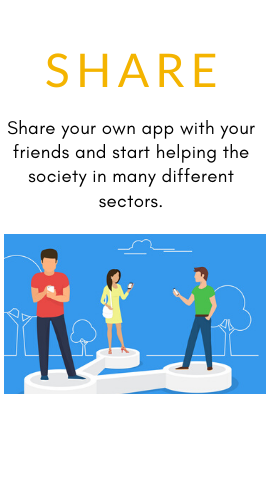 SHARE
Share your own app with your
friends and start helping the
society in many different
sectors.